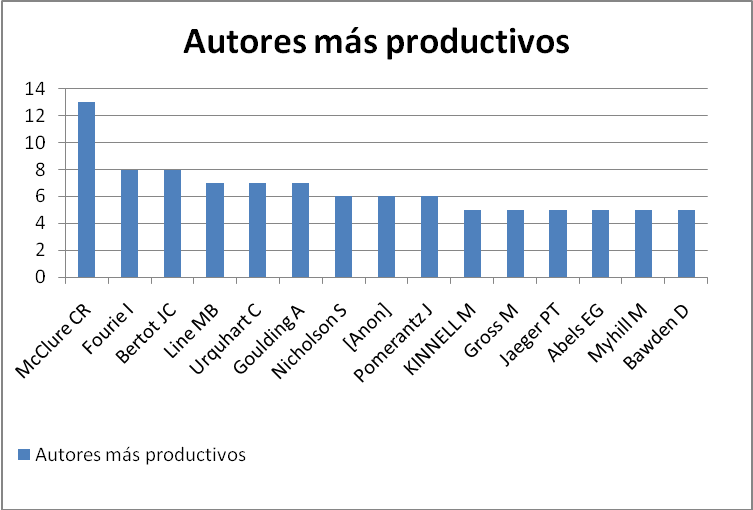 Autores más productivos
14
12
10
8
6
4
2
0
McClure CR
Fourie I
Bertot JC
Line MB
Urquhart C
Goulding A
Nicholson S
[Anon]
Pomerantz J
KINNELL M
Gross M
Jaeger PT
Abels EG
Myhill M
Bawden D
Autores más productivos